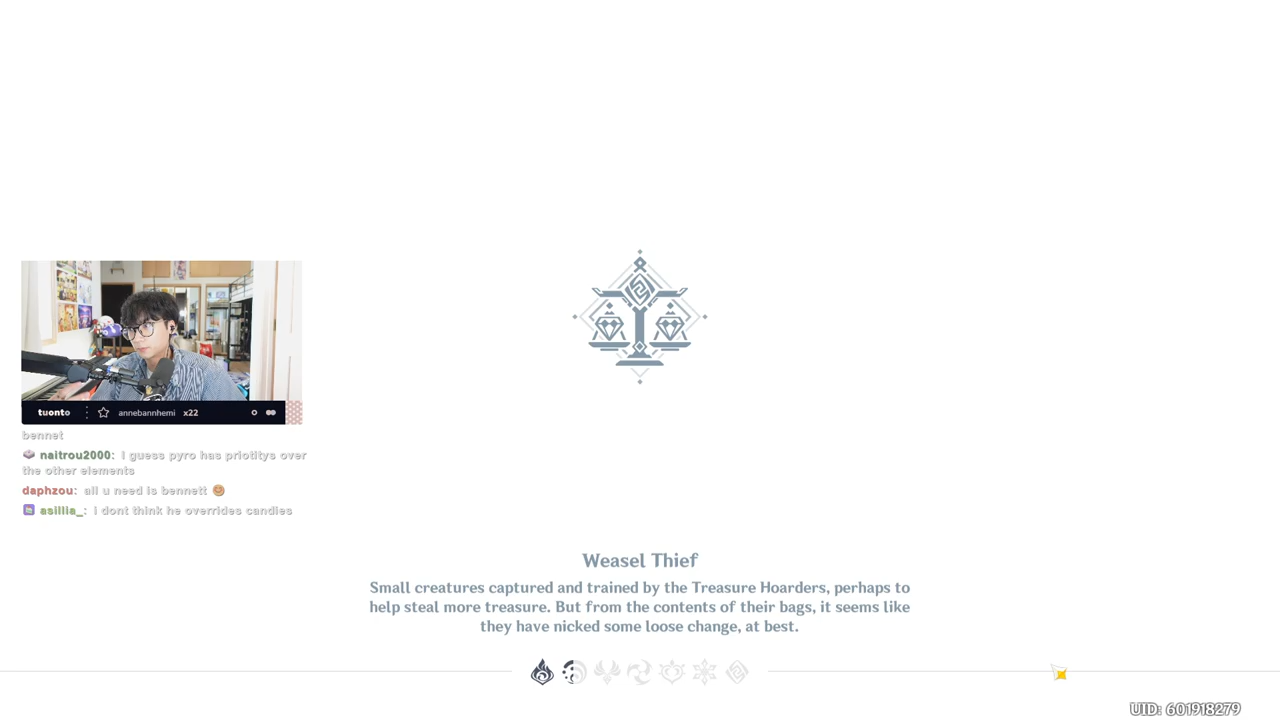 tuonto
annebannhemi x22
bennet
naitrou2000: I guess pyro has priotitys over
the other elements
daphzou: all u need is bennett
asillia_: I dont think he overrides candies
Weasel Thief
Small creatures captured and trained by the Treasure Hoarders, perhaps to
help steal more treasure. But from the contents of their bags, it seems like
they have nicked some loose change, at best.
UID: 601918279